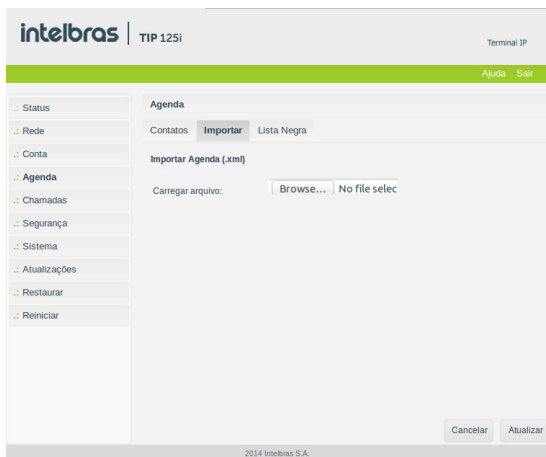 intelbras TIP 125i
Terminal IP
Ajuda Sair
.: Status
.: Rede
.: Conta
.: Agenda
.: Chamadas
.: Segurança
.: Sistema
.: Atualizações
.: Restaurar
.: Reiniciar
Agenda
Contatos Importar Lista Negra
Importar Agenda (.xml)
Carregar arquivo: Browse... No file selec
Cancelar Atualizar
2014 Intelbras S.A.